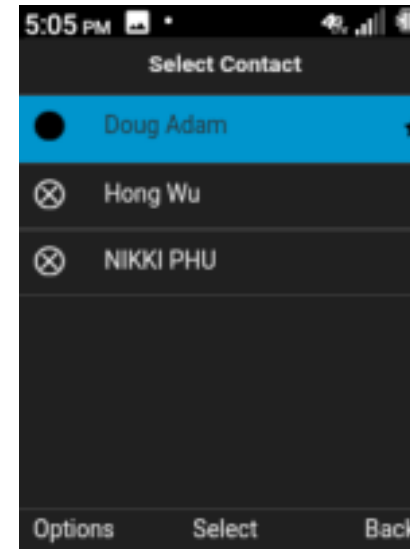 5:05 PM
Select Contact
Doug Adam
Hong Wu
NIKKI PHU
Options Select Back